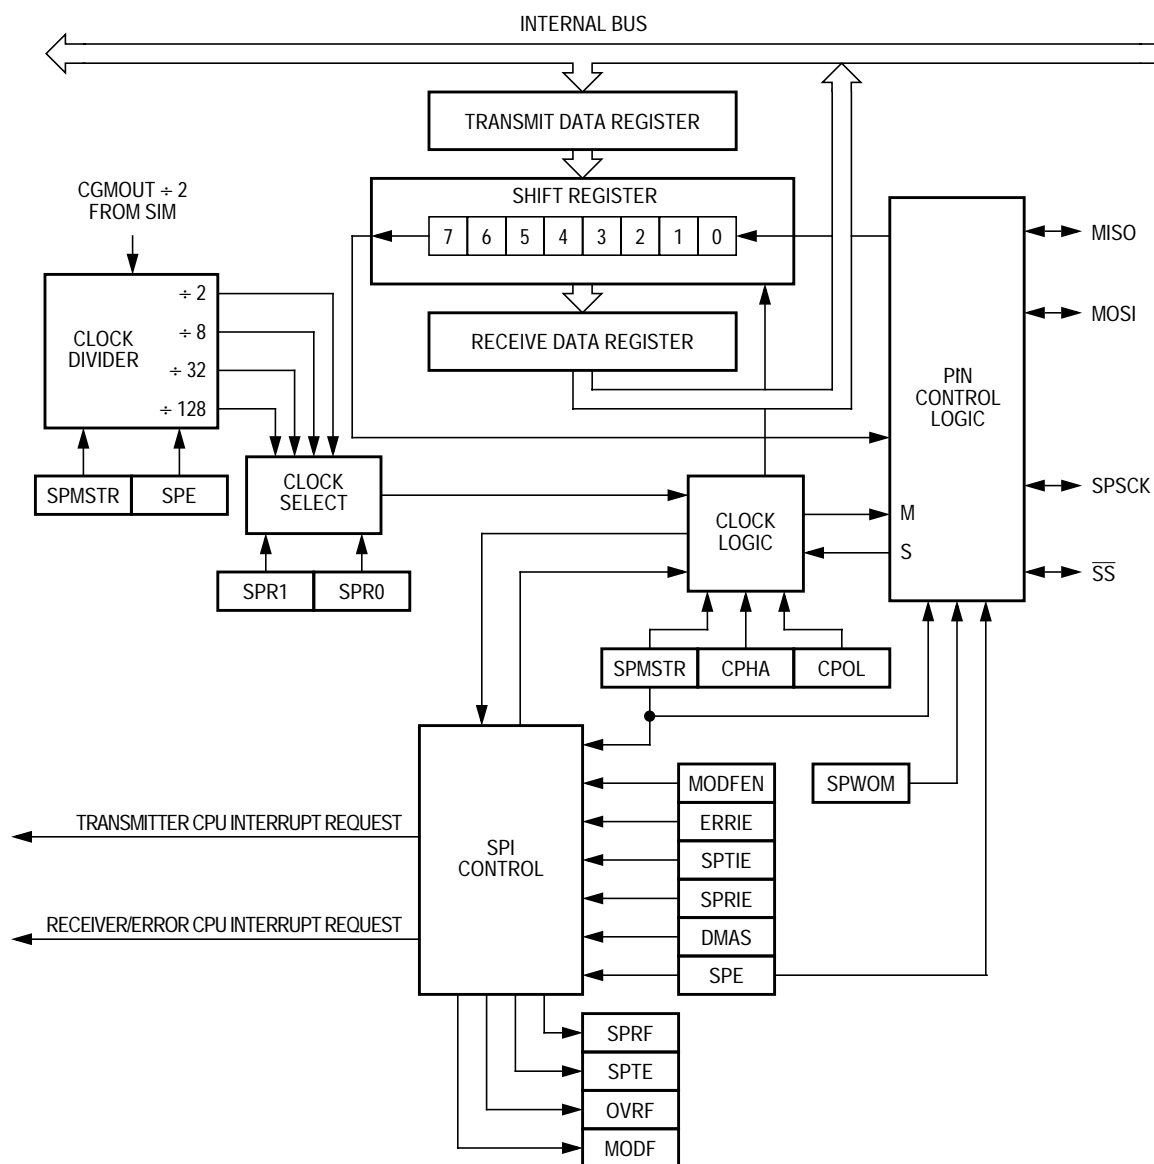 INTERNAL BUS
TRANSMIT DATA REGISTER
CGMOUT ÷ 2
FROM SIM
SHIFT REGISTER
7 6 5 4 3 2 1 0
MISO
MOSI
÷ 2
÷ 8
÷ 32
÷ 128
CLOCK
DIVIDER
RECEIVE DATA REGISTER
PIN
CONTROL
LOGIC
SPMSTR
SPE
CLOCK
SELECT
SPSCK
CLOCK
LOGIC
M
S
SS
SPR1
SPR0
SPMSTR
CPHA
CPOL
MODFEN
SPWOM
ERRIE
TRANSMITTER CPU INTERRUPT REQUEST
SPI
CONTROL
SPTIE
SPRIE
RECEIVER/ERROR CPU INTERRUPT REQUEST
DMAS
SPE
SPRF
SPTE
OVRF
MODF